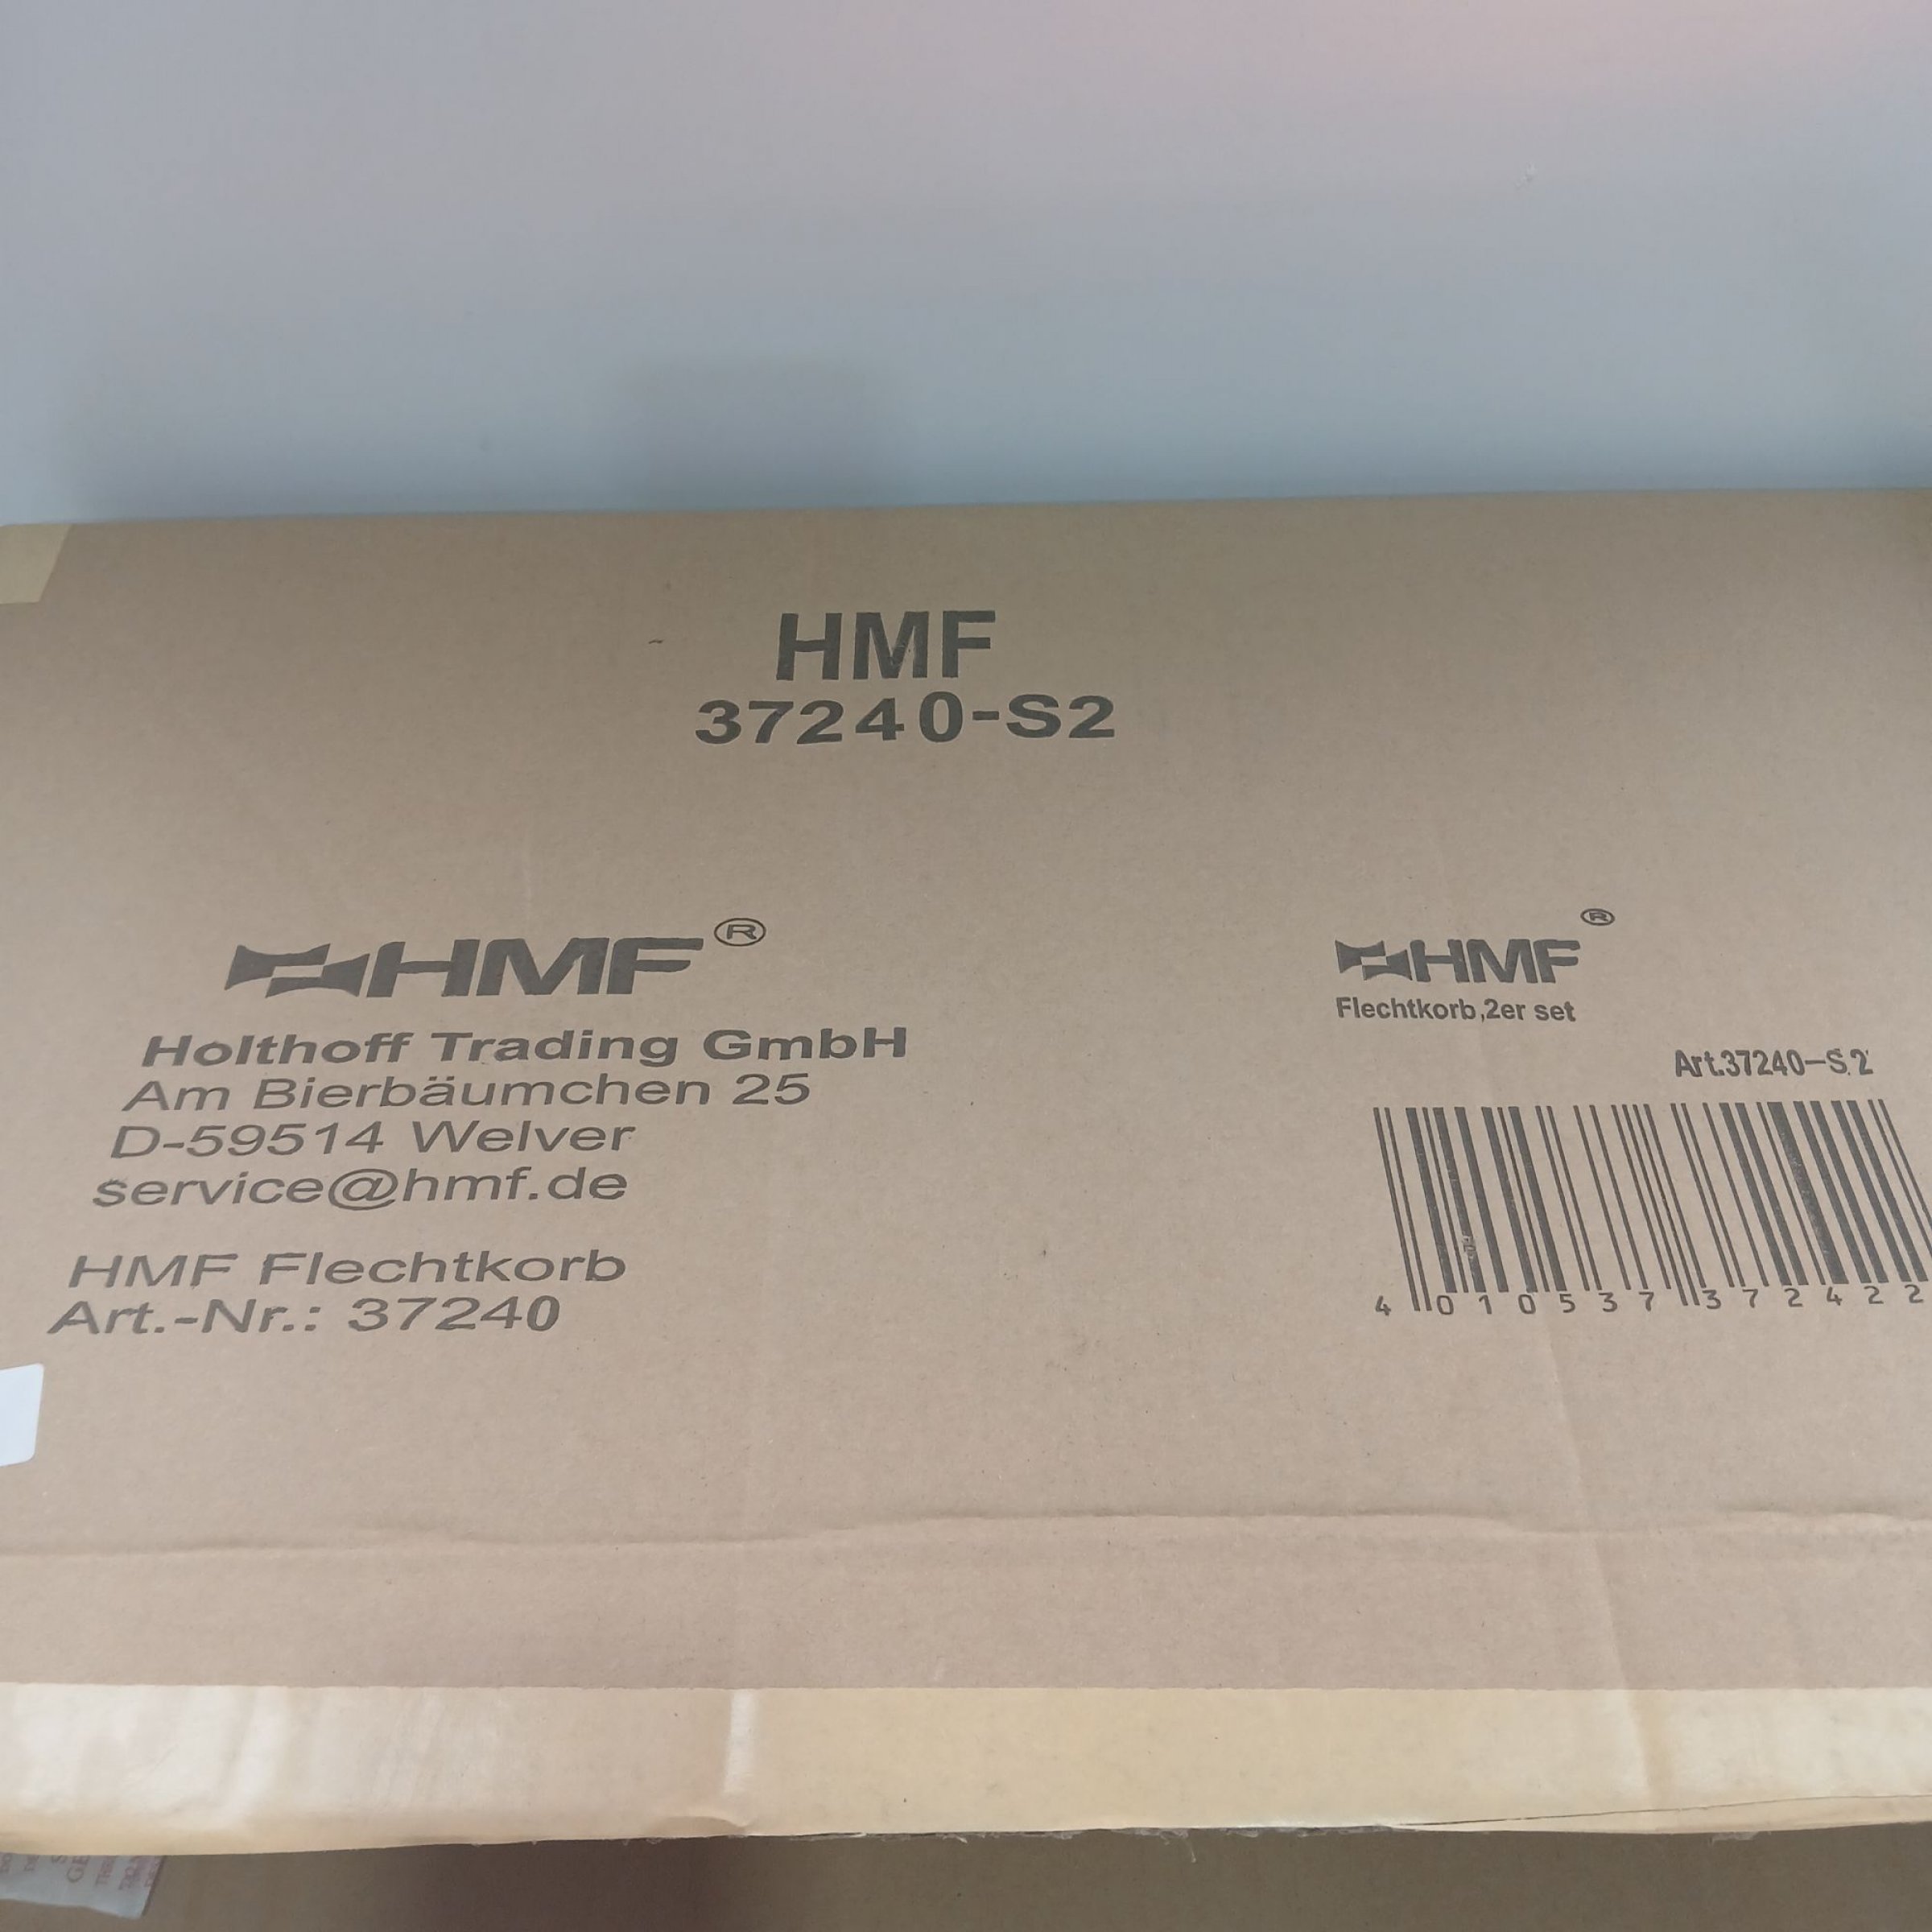 HMF
37240-S2
HMF®
Holthoff Trading GmbH
Am Bierbäumchen 25
D-59514 Welver
service@hmf.de
HMF Flechtkorb
Art.-Nr.: 37240
HMF®
Flechtkorb,2er set
Art.37240-S2
4 010537 372422